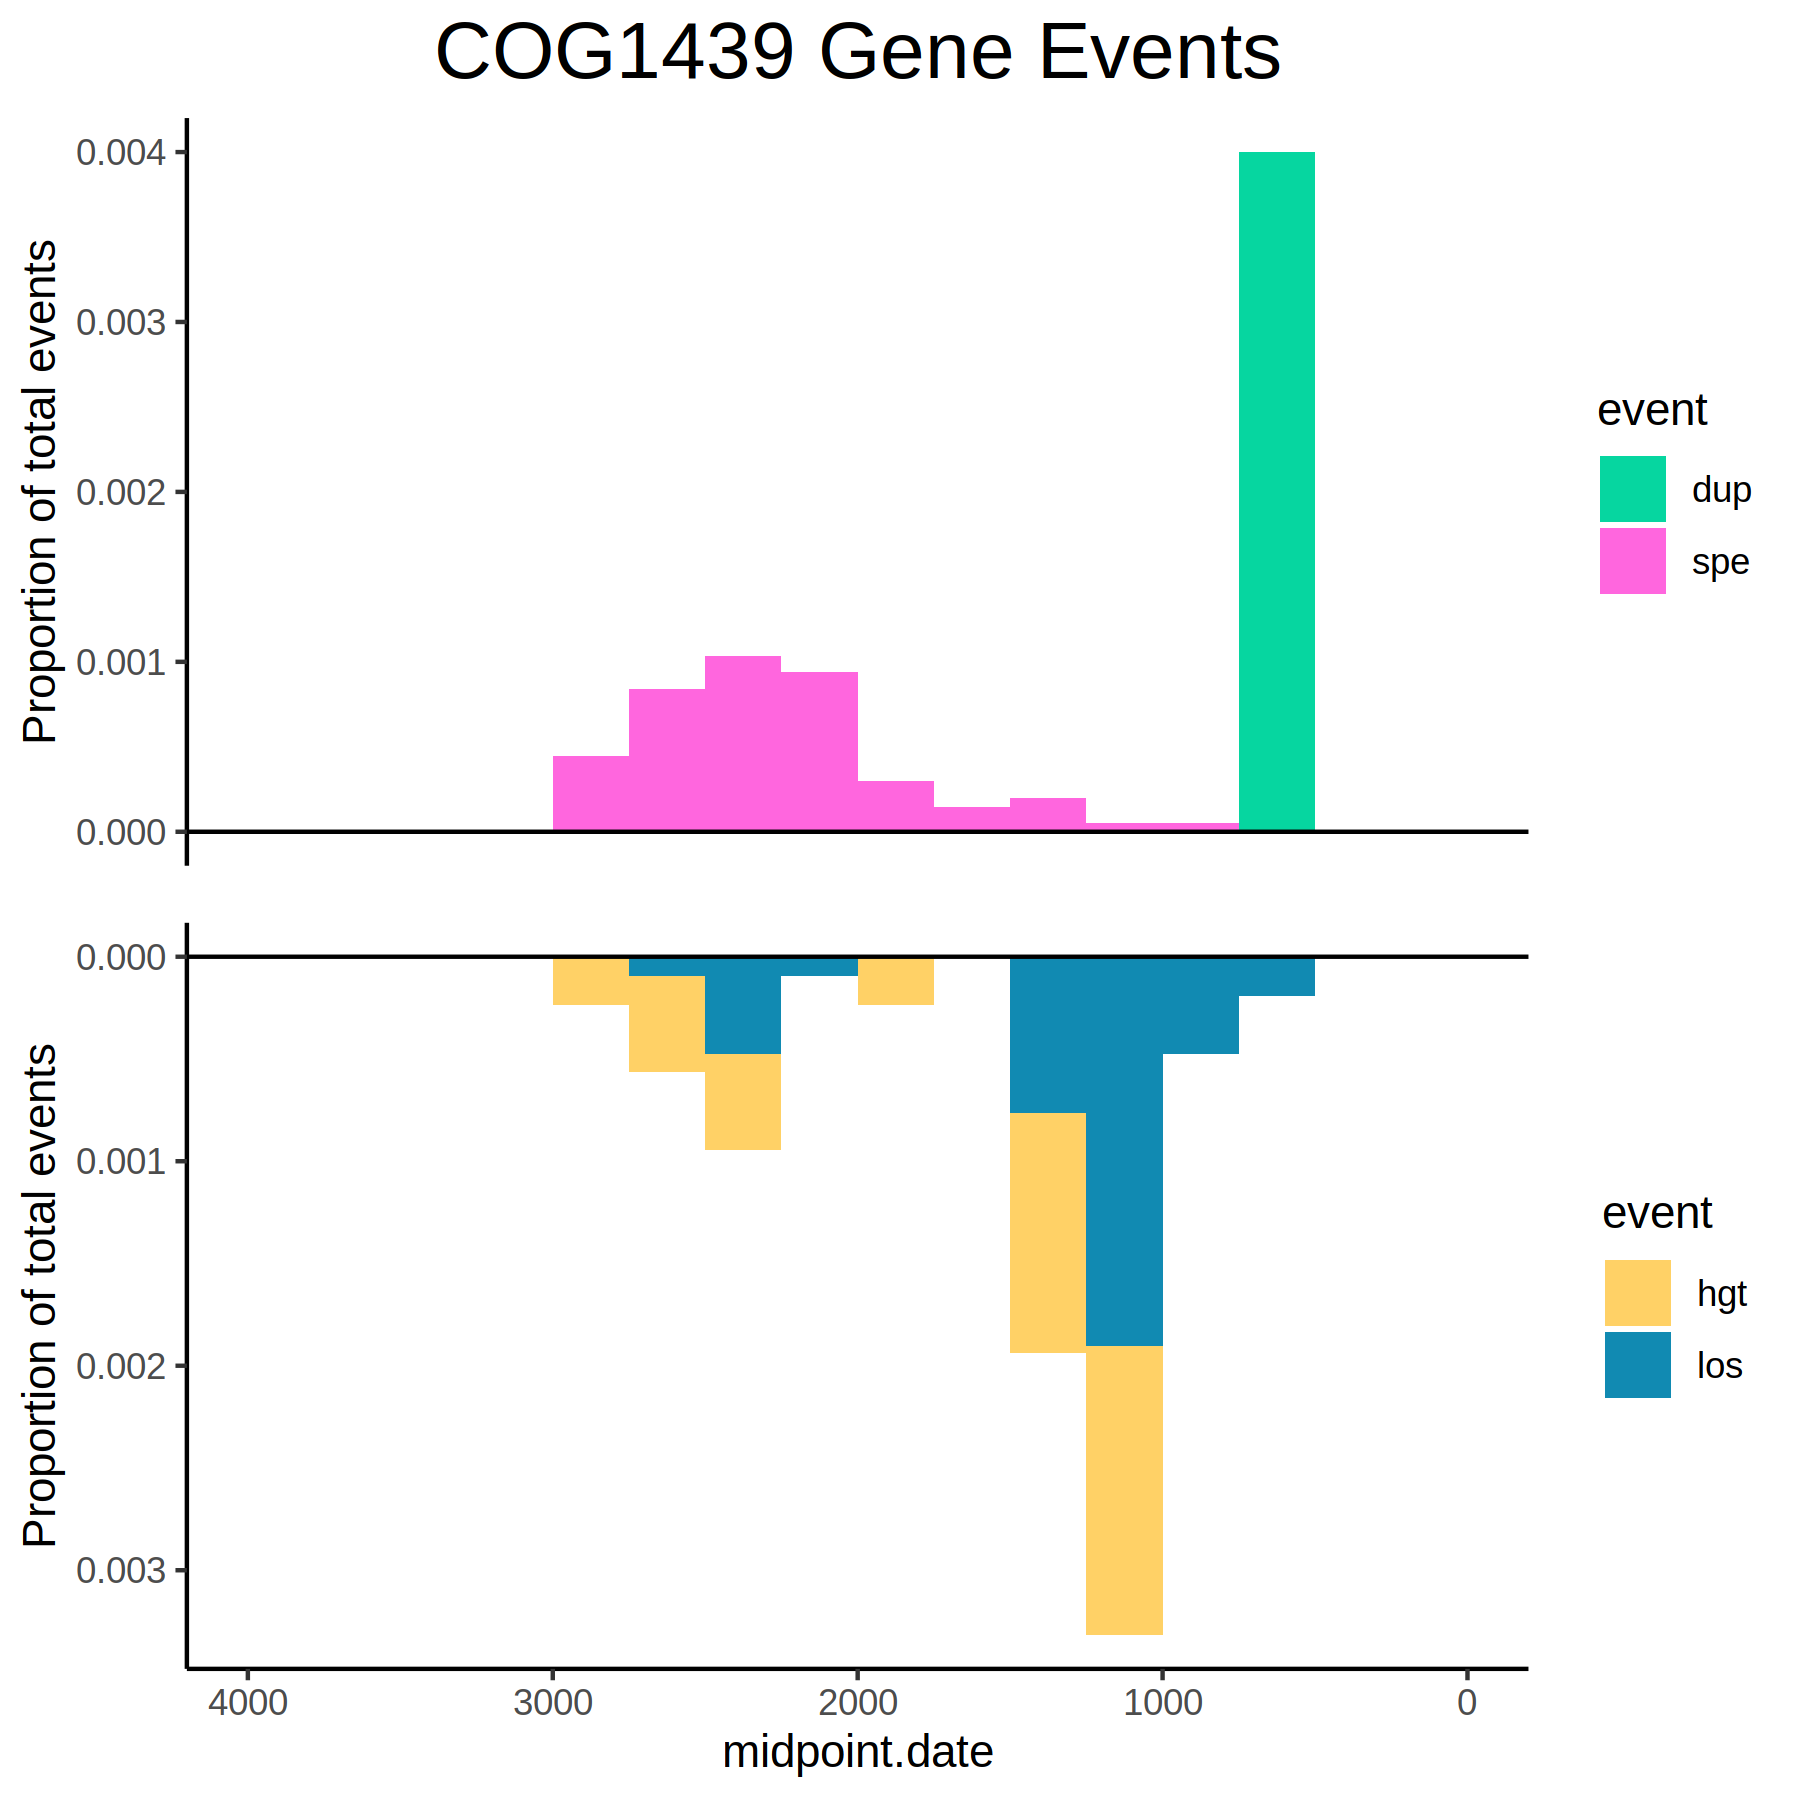 COG1439 Gene Events
Proportion of total events
0.004
0.003
0.002
0.001
0.000
event
dup
spe
Proportion of total events
0.000
0.001
0.002
0.003
event
hgt
los
4000 3000 2000 1000 0
midpoint.date